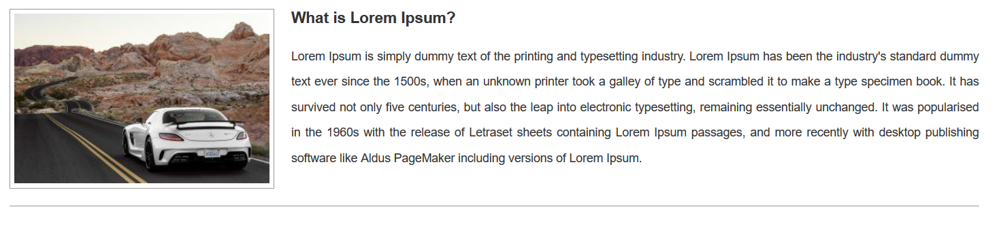 What is Lorem Ipsum?
Lorem Ipsum is simply dummy text of the printing and typesetting industry. Lorem Ipsum has been the industry's standard dummy
text ever since the 1500s, when an unknown printer took a galley of type and scrambled it to make a type specimen book. It has
survived not only five centuries, but also the leap into electronic typesetting, remaining essentially unchanged. It was popularised
in the 1960s with the release of Letraset sheets containing Lorem Ipsum passages, and more recently with desktop publishing
software like Aldus PageMaker including versions of Lorem Ipsum.